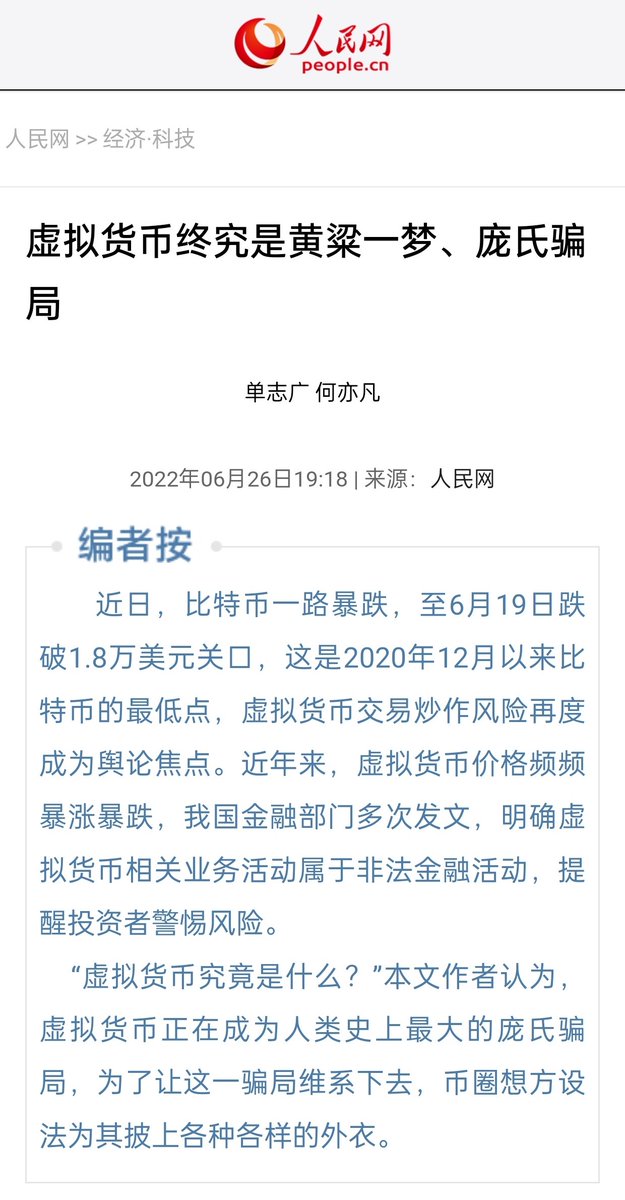 人民网
people.cn
人民网 >> 经济·科技
虚拟货币终究是黄粱一梦、庞氏骗
局
单志广 何亦凡
2022年06月26日19:18 | 来源：人民网
编者按
近日，比特币一路暴跌，至6月19日跌
破1.8万美元关口，这是2020年12月以来比
特币的最低点，虚拟货币交易炒作风险再度
成为舆论焦点。近年来，虚拟货币价格频频
暴涨暴跌，我国金融部门多次发文，明确虚
拟货币相关业务活动属于非法金融活动，提
醒投资者警惕风险。
“虚拟货币究竟是什么？”本文作者认为，
虚拟货币正在成为人类史上最大的庞氏骗
局，为了让这一骗局维系下去，币圈想方设
法为其披上各种各样的外衣。